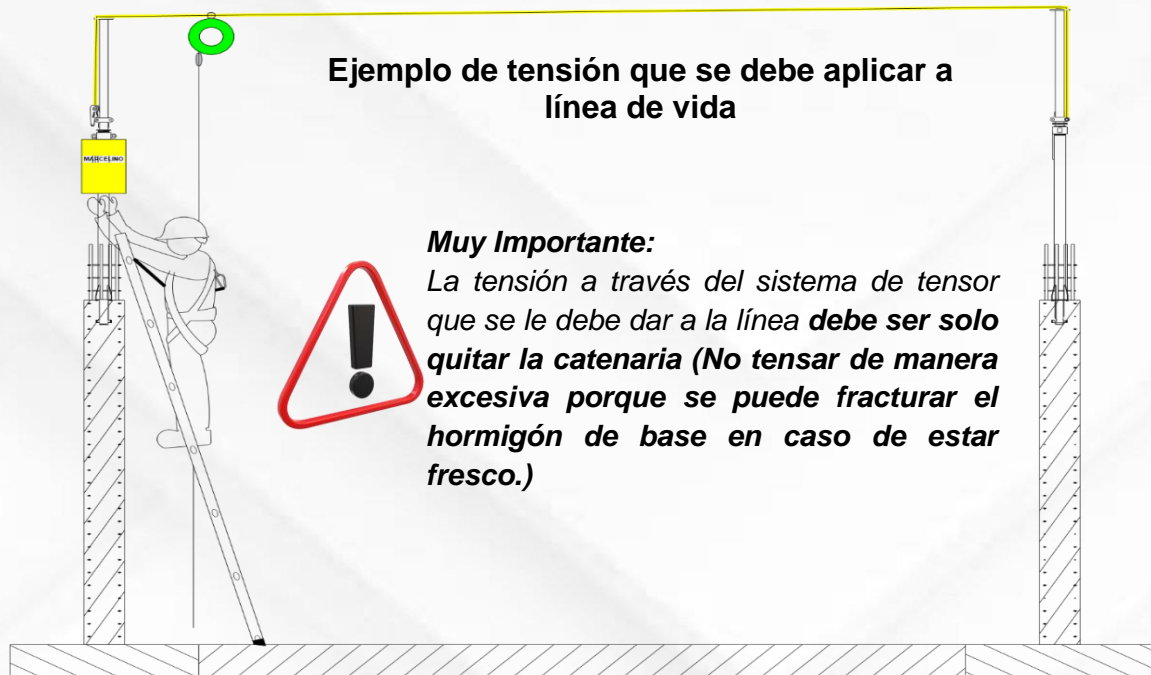 Ejemplo de tensión que se debe aplicar a
línea de vida
MARCELINO
Muy Importante:
La tensión a través del sistema de tensor
que se le debe dar a la línea debe ser solo
quitar la catenaria (No tensar de manera
excesiva porque se puede fracturar el
hormigón de base en caso de estar
fresco.)